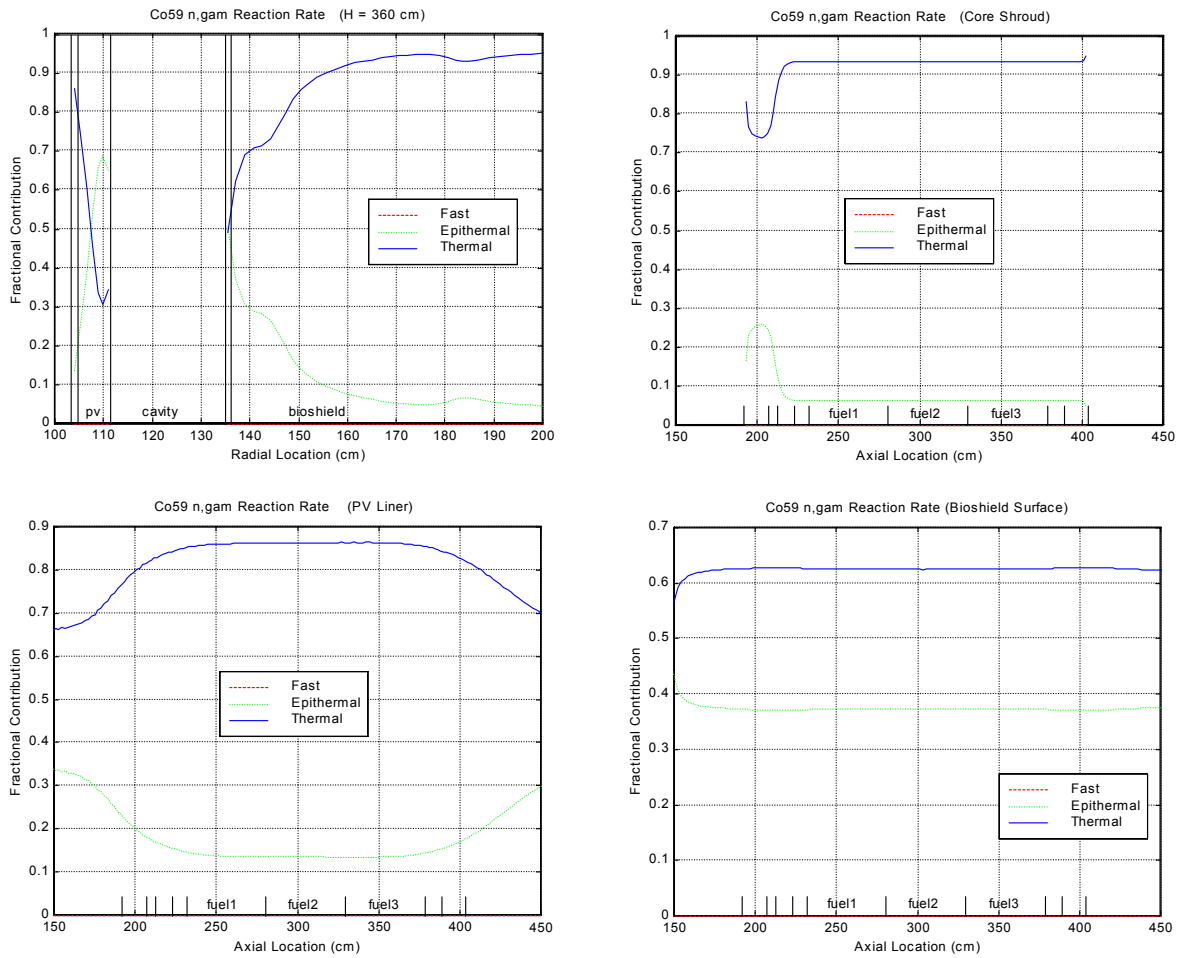 Co59 n,gam Reaction Rate (H = 360 cm)
Fractional Contribution
1
0.9
0.8
0.7
0.6
0.5
0.4
0.3
0.2
0.1
0
Fast
Epithermal
Thermal
pv cavity bioshield
100 110 120 130 140 150 160 170 180 190 200
Radial Location (cm)
Co59 n,gam Reaction Rate (Core Shroud)
Fractional Contribution
1
0.9
0.8
0.7
0.6
0.5
0.4
0.3
0.2
0.1
0
Fast
Epithermal
Thermal
fuel1 fuel2 fuel3
150 200 250 300 350 400 450
Axial Location (cm)
Co59 n,gam Reaction Rate (PV Liner)
Fractional Contribution
0.9
0.8
0.7
0.6
0.5
0.4
0.3
0.2
0.1
0
Fast
Epithermal
Thermal
fuel1 fuel2 fuel3
150 200 250 300 350 400 450
Axial Location (cm)
Co59 n,gam Reaction Rate (Bioshield Surface)
Fractional Contribution
0.7
0.6
0.5
0.4
0.3
0.2
0.1
0
Fast
Epithermal
Thermal
fuel1 fuel2 fuel3
150 200 250 300 350 400 450
Axial Location (cm)